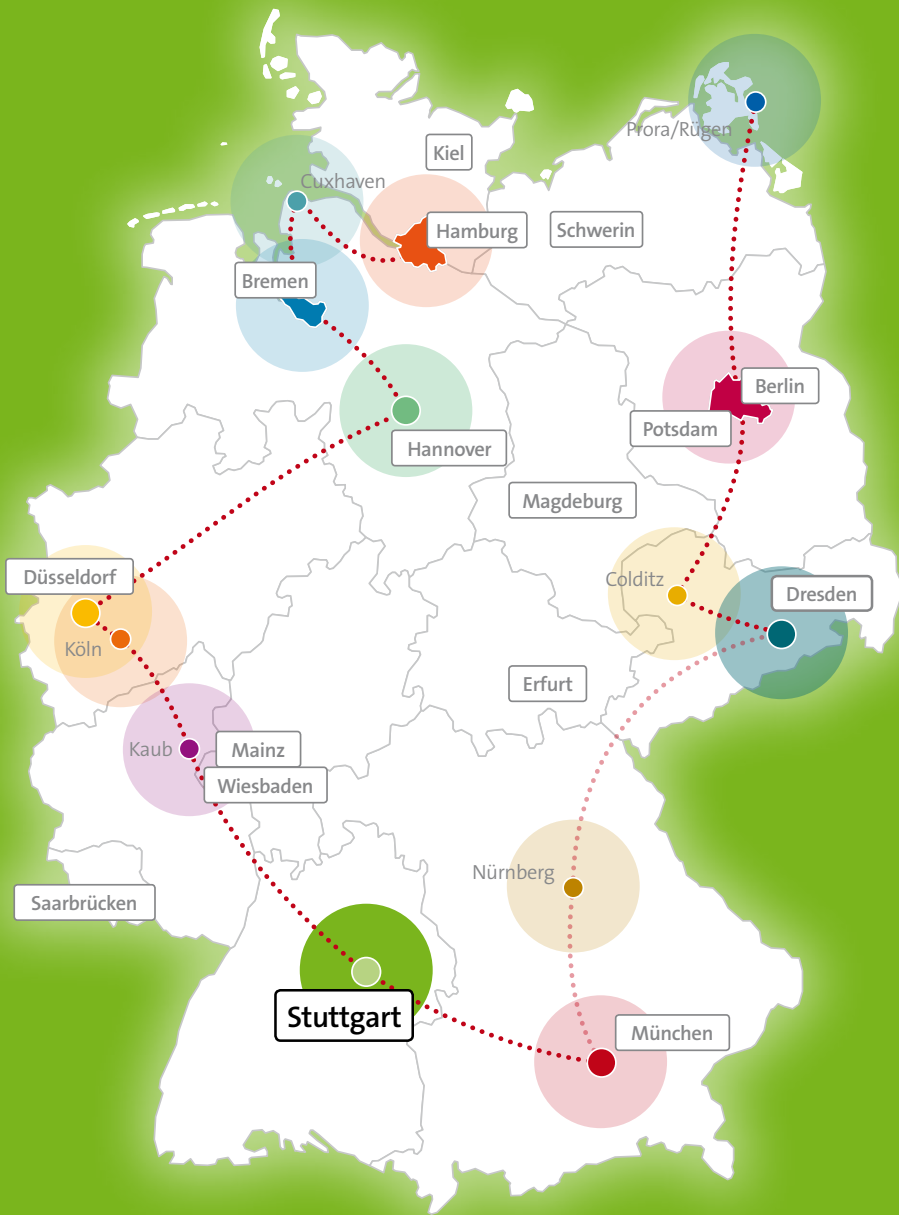 Prora/Rügen
Kiel
Cuxhaven
Hamburg
Schwerin
Bremen
Berlin
Potsdam
Hannover
Magdeburg
Düsseldorf
Colditz
Dresden
Köln
Erfurt
Kaub
Mainz
Wiesbaden
Nürnberg
Saarbrücken
Stuttgart
München